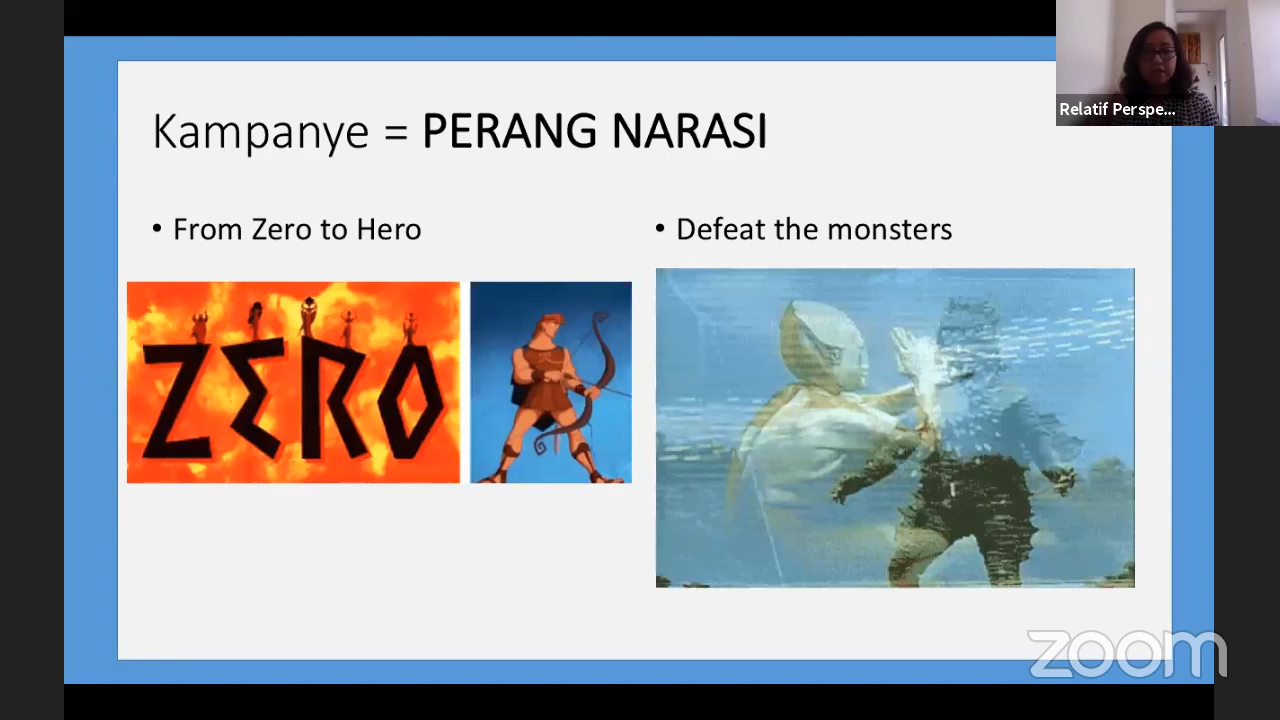 Relatif Perspe...
Kampanye = PERANG NARASI
• From Zero to Hero
• Defeat the monsters
ZERO
zoom